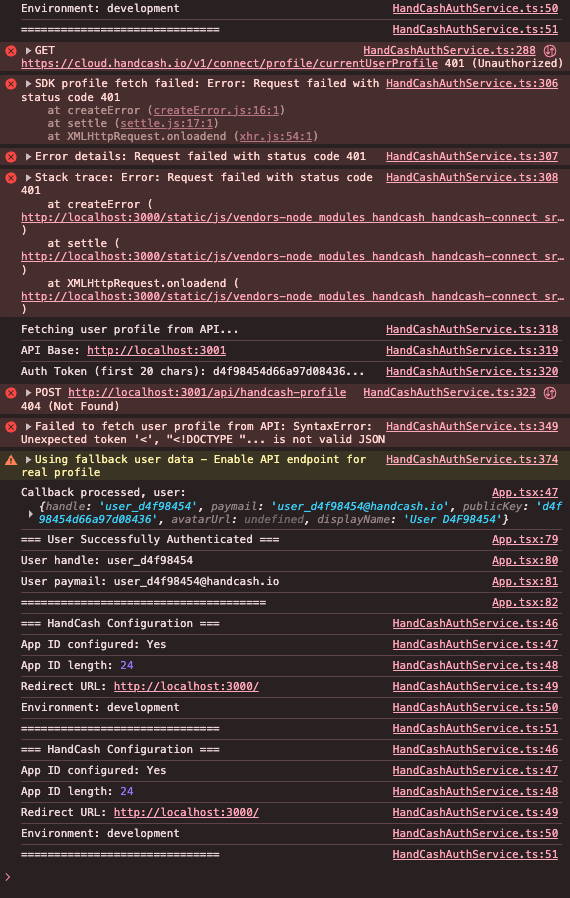 Environment: development HandCashAuthService.ts:50
============================== HandCashAuthService.ts:51
GET HandCashAuthService.ts:288
https://cloud.handcash.io/v1/connect/profile/currentUserProfile 401 (Unauthorized)
SDK profile fetch failed: Error: Request failed with HandCashAuthService.ts:306
status code 401
at createError (createError.js:16:1)
at settle (settle.js:17:1)
at XMLHttpRequest.onloadend (xhr.js:54:1)
Error details: Request failed with status code 401 HandCashAuthService.ts:307
Stack trace: Error: Request failed with status code HandCashAuthService.ts:308
401
at createError (
http://localhost:3000/static/js/vendors-node_modules_handcash_handcash-connect_sr…
)
at settle (
http://localhost:3000/static/js/vendors-node_modules_handcash_handcash-connect_sr…
)
at XMLHttpRequest.onloadend (
http://localhost:3000/static/js/vendors-node_modules_handcash_handcash-connect_sr…
)
Fetching user profile from API... HandCashAuthService.ts:318
API Base: http://localhost:3001 HandCashAuthService.ts:319
Auth Token (first 20 chars): d4f98454d66a97d08436... HandCashAuthService.ts:320
POST http://localhost:3001/api/handcash-profile HandCashAuthService.ts:323
404 (Not Found)
Failed to fetch user profile from API: SyntaxError: HandCashAuthService.ts:349
Unexpected token '<', "<!DOCTYPE "... is not valid JSON
Using fallback user data - Enable API endpoint for HandCashAuthService.ts:374
real profile
Callback processed, user: App.tsx:47
{handle: 'user_d4f98454', paymail: 'user_d4f98454@handcash.io', publicKey: 'd4f
98454d66a97d08436', avatarUrl: undefined, displayName: 'User D4F98454'}
=== User Successfully Authenticated === App.tsx:79
User handle: user_d4f98454 App.tsx:80
User paymail: user_d4f98454@handcash.io App.tsx:81
===================================== App.tsx:82
=== HandCash Configuration === HandCashAuthService.ts:46
App ID configured: Yes HandCashAuthService.ts:47
App ID length: 24 HandCashAuthService.ts:48
Redirect URL: http://localhost:3000/ HandCashAuthService.ts:49
Environment: development HandCashAuthService.ts:50
============================== HandCashAuthService.ts:51
=== HandCash Configuration === HandCashAuthService.ts:46
App ID configured: Yes HandCashAuthService.ts:47
App ID length: 24 HandCashAuthService.ts:48
Redirect URL: http://localhost:3000/ HandCashAuthService.ts:49
Environment: development HandCashAuthService.ts:50
============================== HandCashAuthService.ts:51